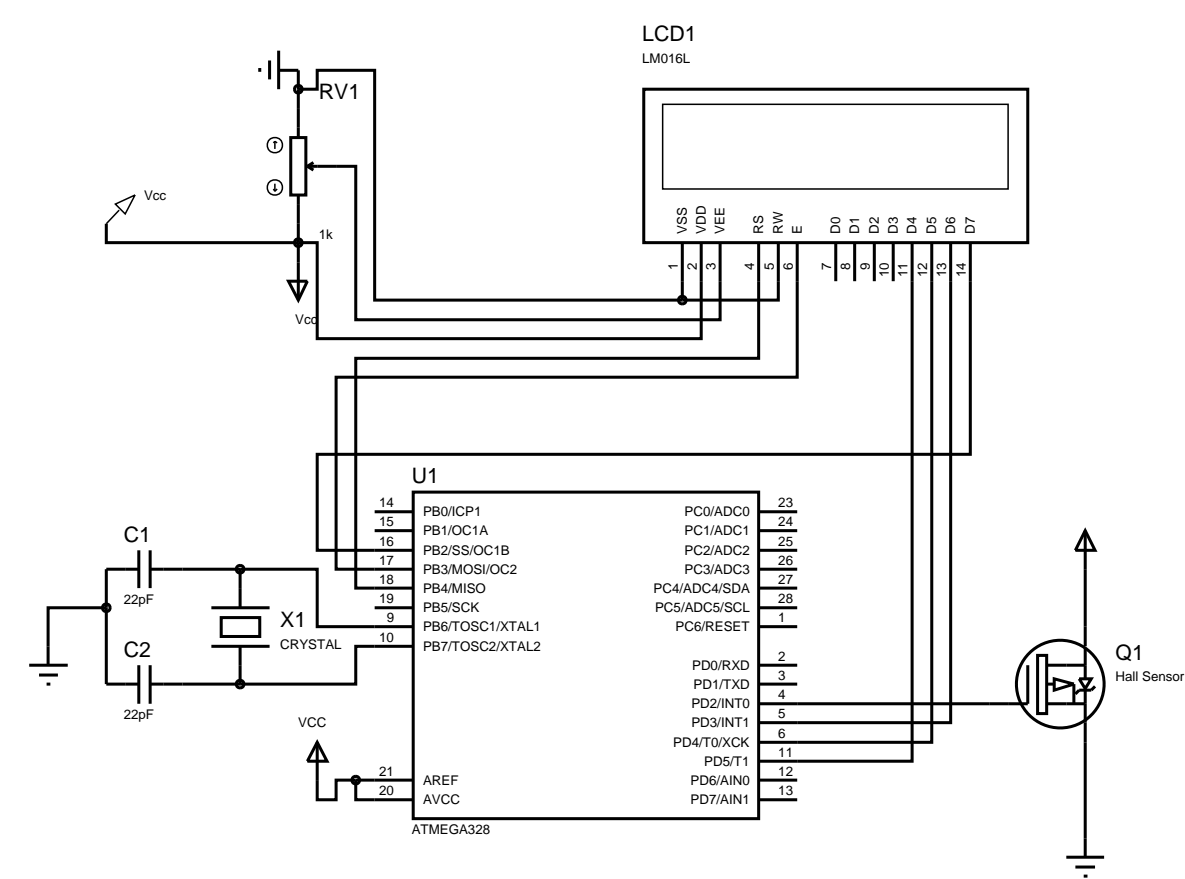 LCD1
LM016L
RV1
Vcc
1k
Vcc
VSS
VDD
VEE
RS
RW
E
D0
D1
D2
D3
D4
D5
D6
D7
1
2
3
4
5
6
7
8
9
10
11
12
13
14
U1
14 PB0/ICP1 PC0/ADC0 23
15 PB1/OC1A PC1/ADC1 24
16 PB2/SS/OC1B PC2/ADC2 25
17 PB3/MOSI/OC2 PC3/ADC3 26
18 PB4/MISO PC4/ADC4/SDA 27
19 PB5/SCK PC5/ADC5/SCL 28
9 PB6/TOSC1/XTAL1 PC6/RESET 1
10 PB7/TOSC2/XTAL2
PD0/RXD 2
PD1/TXD 3
PD2/INT0 4
PD3/INT1 5
PD4/T0/XCK 6
PD5/T1 11
21 AREF PD6/AIN0 12
20 AVCC PD7/AIN1 13
ATMEGA328
C1
22pF
X1
CRYSTAL
C2
22pF
VCC
Q1
Hall Sensor